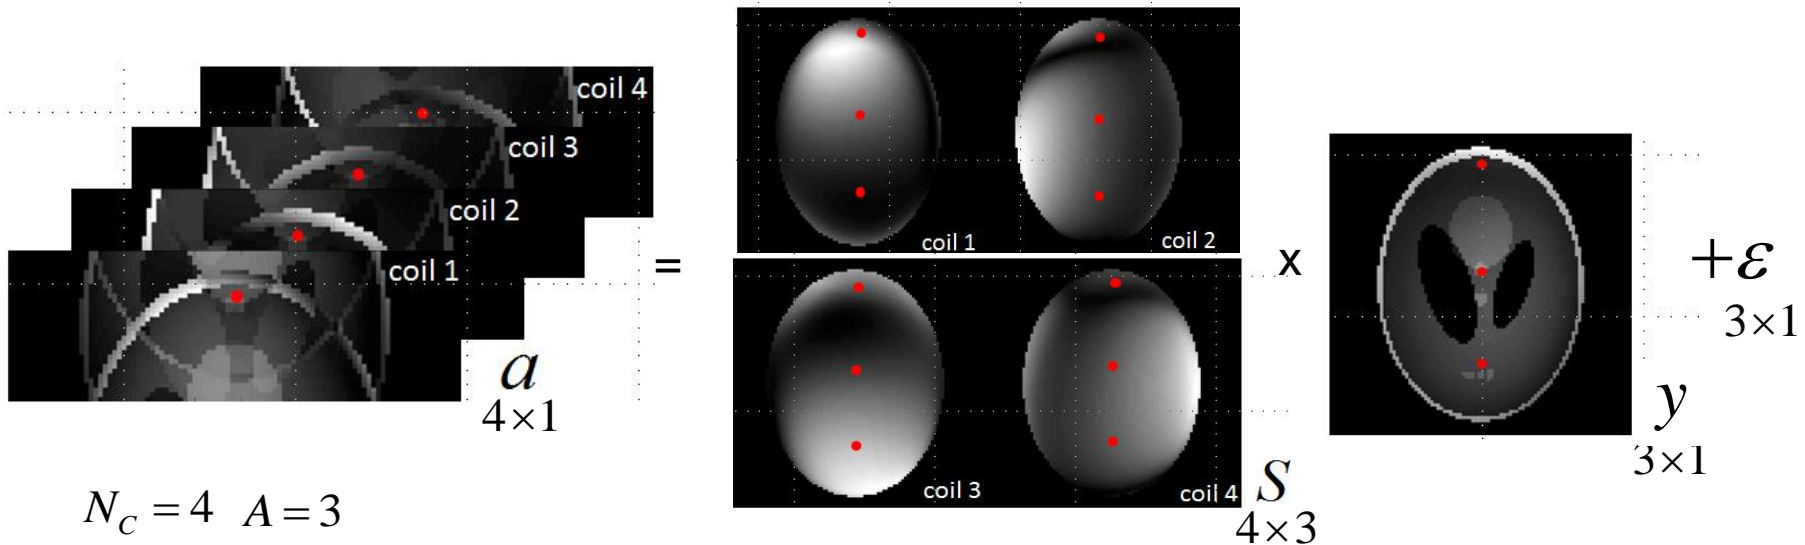 coil 4
coil 3
coil 2
coil 1
a
4×1
=
coil 1
coil 2
coil 3
coil 4
S
4×3
x
y
3×1
+ε
3×1
N_C = 4 A = 3